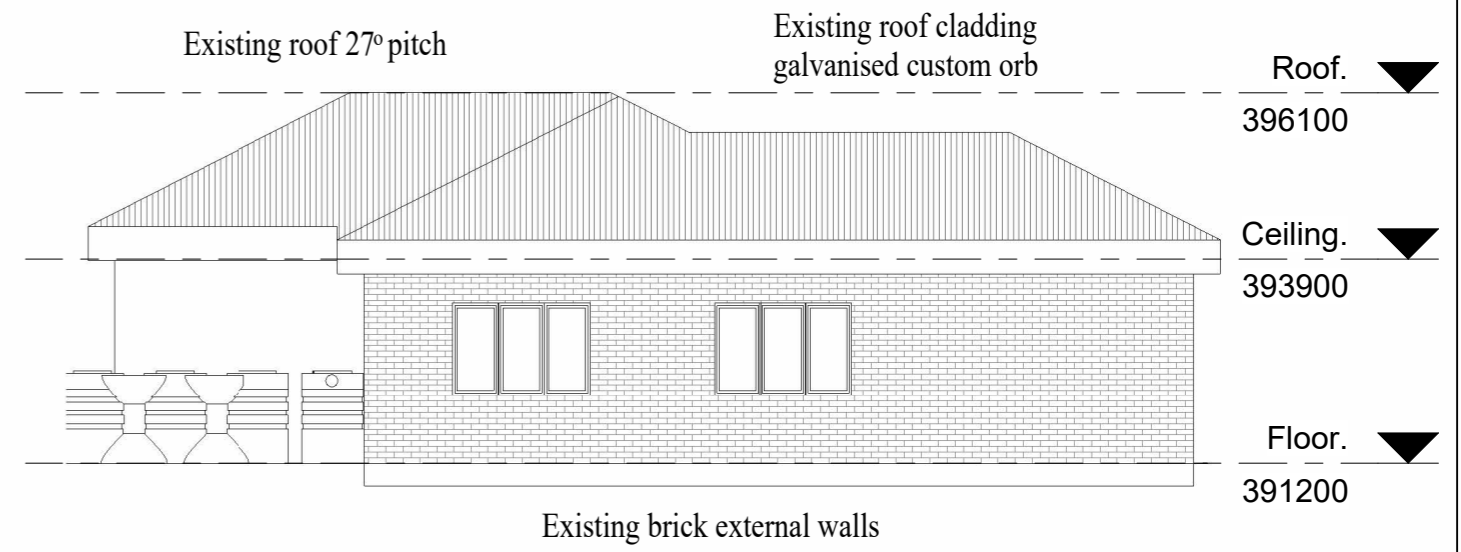 Existing roof 27º pitch
Existing roof cladding
galvanised custom orb
Roof.
396100
Ceiling.
393900
Floor.
391200
Existing brick external walls